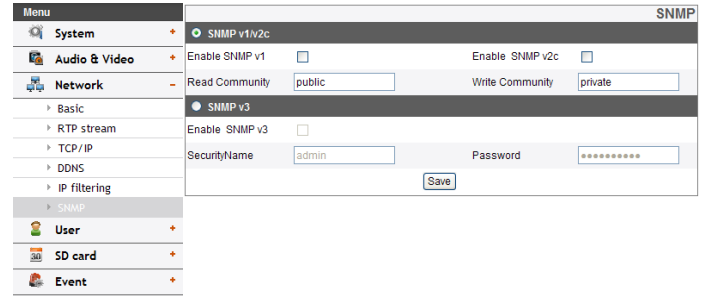 Menu
System +
Audio & Video +
Network -
Basic
RTP stream
TCP/IP
DDNS
IP filtering
SNMP
User +
30 SD card +
Event +
SNMP
SNMP v1/v2c
Enable SNMP v1 Enable SNMP v2c
Read Community public Write Community private
SNMP v3
Enable SNMP v3
SecurityName admin Password ●●●●●●●●●●
Save